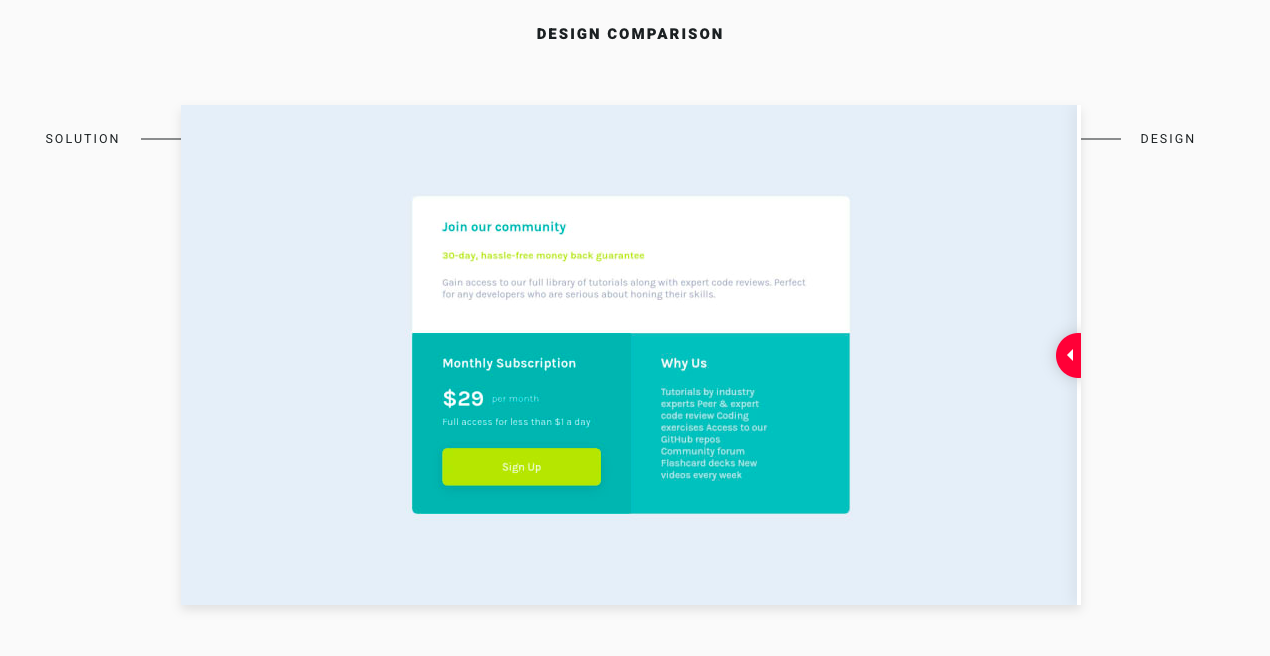 DESIGN COMPARISON
SOLUTION
DESIGN
Join our community
30-day, hassle-free money back guarantee
Gain access to our full library of tutorials along with expert code reviews. Perfect
for any developers who are serious about honing their skills.
Monthly Subscription
$29 per month
Full access for less than $1 a day
Sign Up
Why Us
Tutorials by industry
experts Peer & expert
code review Coding
exercises Access to our
GitHub repos
Community forum
Flashcard decks New
videos every week